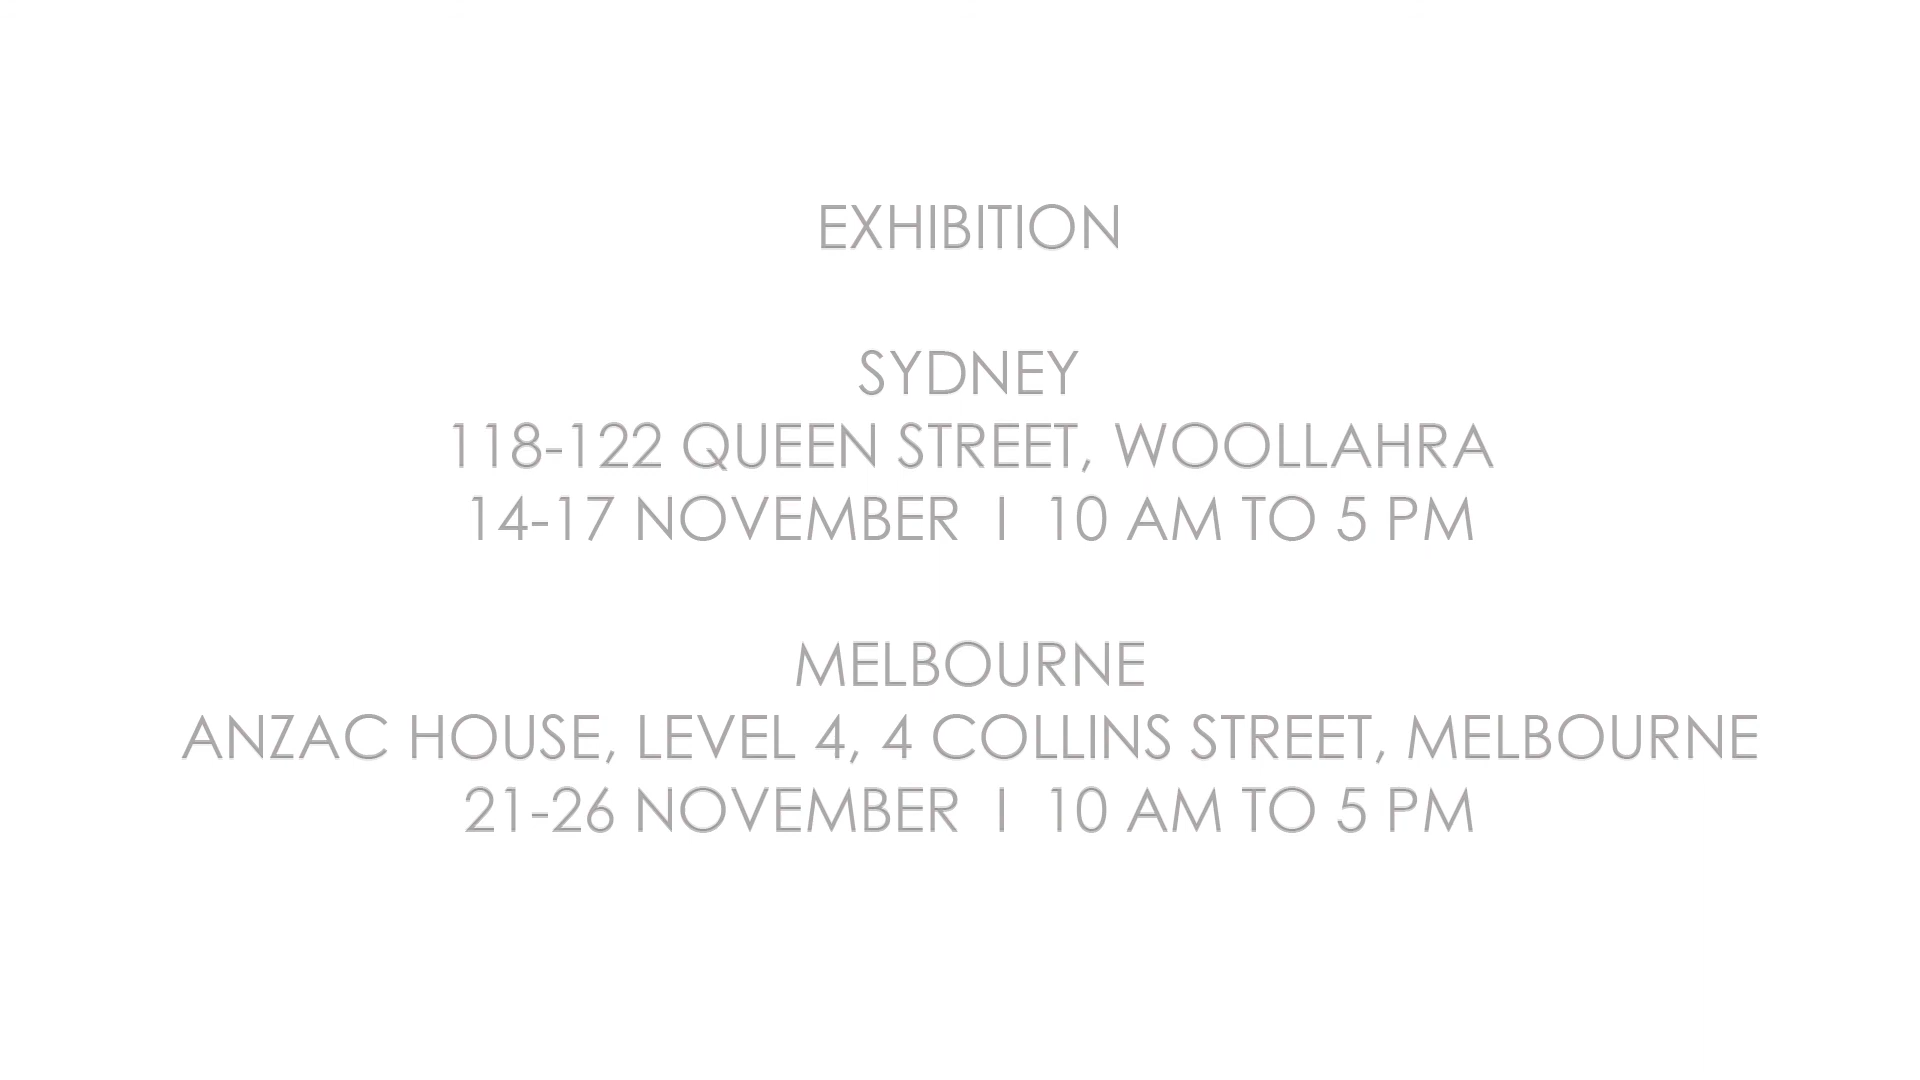 EXHIBITION
SYDNEY
118-122 QUEEN STREET, WOOLLAHRA
14-17 NOVEMBER I 10 AM TO 5 PM
MELBOURNE
ANZAC HOUSE, LEVEL 4, 4 COLLINS STREET, MELBOURNE
21-26 NOVEMBER I 10 AM TO 5 PM